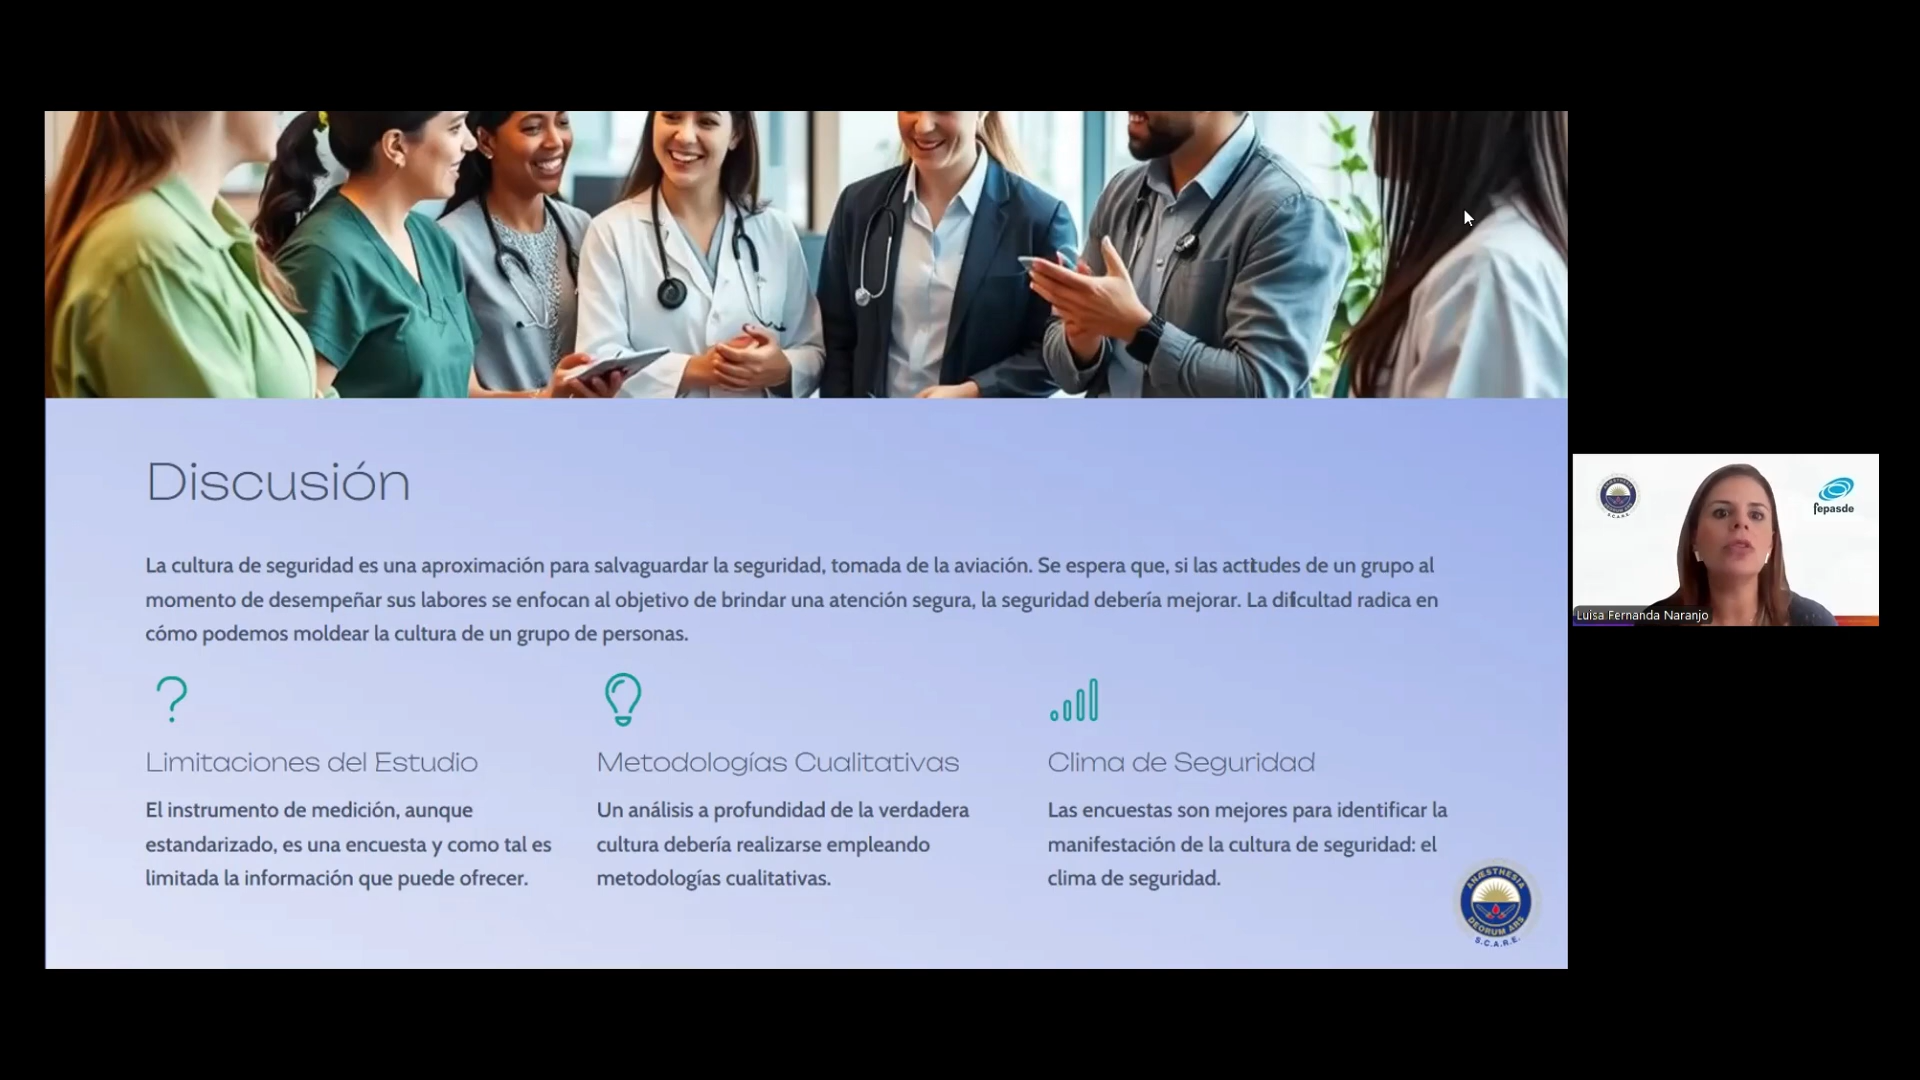 Discusión
La cultura de seguridad es una aproximación para salvaguardar la seguridad, tomada de la aviación. Se espera que, si las actitudes de un grupo al
momento de desempeñar sus labores se enfocan al objetivo de brindar una atención segura, la seguridad debería mejorar. La dificultad radica en
cómo podemos moldear la cultura de un grupo de personas.
Limitaciones del Estudio
El instrumento de medición, aunque
estandarizado, es una encuesta y como tal es
limitada la información que puede ofrecer.
Metodologías Cualitativas
Un análisis a profundidad de la verdadera
cultura debería realizarse empleando
metodologías cualitativas.
Clima de Seguridad
Las encuestas son mejores para identificar la
manifestación de la cultura de seguridad: el
clima de seguridad.
ANÆSTHESIA
DEORUM ARS
S.C.A.R.E.
ANÆSTHESIA
DEORUM ARS
S.C.A.R.E.
fepasde
Luisa Fernanda Naranjo